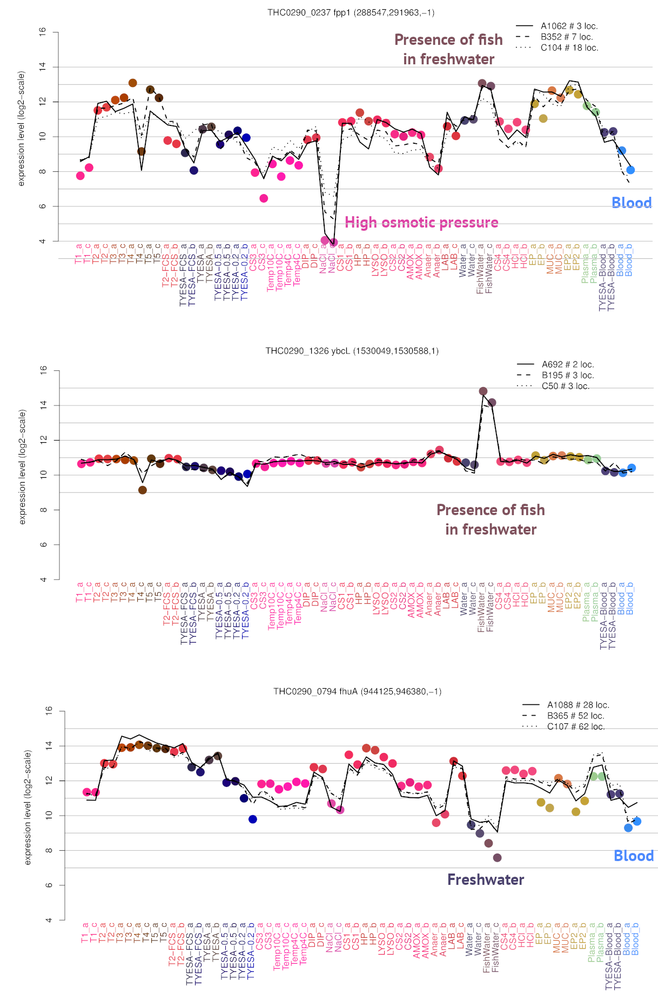 THC0290_0237 fpp1 (288547,291963,−1)
A1062 # 3 loc.
B352 # 7 loc.
C104 # 18 loc.
Presence of fish
in freshwater
expression level (log2−scale)
16
14
12
10
8
6
4
Blood
High osmotic pressure
T1_a T1_c T2_a T2_c T3_a T3_c T4_a T4_c T5_a T5_c T2−FCS_a T2−FCS_b TYESA−FCS_a TYESA−FCS_b TYESA_a TYESA_b TYESA−0.5_a TYESA−0.5_b TYESA−0.2_a TYESA−0.2_b CS3_a CS3_c Temp10C_a Temp10C_c Temp4C_a Temp4C_c DIP_a DIP_c NaCl_a NaCl_c CS1_a CS1_b HP_a HP_b LYSO_a LYSO_b CS2_a CS2_b AMOX_a AMOX_b Anaer_a Anaer_b LAB_a LAB_c Water_a Water_c FishWater_a FishWater_c CS4_a CS4_b HCl_a HCl_b EP_a EP_b MUC_a MUC_b EP2_a EP2_b Plasma_a Plasma_b TYESA−Blood_a TYESA−Blood_b Blood_a Blood_b
THC0290_1326 ybcL (1530049,1530588,1)
A692 # 2 loc.
B195 # 3 loc.
C50 # 3 loc.
expression level (log2−scale)
16
14
12
10
8
6
4
Presence of fish
in freshwater
T1_a T1_c T2_a T2_c T3_a T3_c T4_a T4_c T5_a T5_c T2−FCS_a T2−FCS_b TYESA−FCS_a TYESA−FCS_b TYESA_a TYESA_b TYESA−0.5_a TYESA−0.5_b TYESA−0.2_a TYESA−0.2_b CS3_a CS3_c Temp10C_a Temp10C_c Temp4C_a Temp4C_c DIP_a DIP_c NaCl_a NaCl_c CS1_a CS1_b HP_a HP_b LYSO_a LYSO_b CS2_a CS2_b AMOX_a AMOX_b Anaer_a Anaer_b LAB_a LAB_c Water_a Water_c FishWater_a FishWater_c CS4_a CS4_b HCl_a HCl_b EP_a EP_b MUC_a MUC_b EP2_a EP2_b Plasma_a Plasma_b TYESA−Blood_a TYESA−Blood_b Blood_a Blood_b
THC0290_0794 fhuA (944125,946380,−1)
A1088 # 28 loc.
B365 # 52 loc.
C107 # 62 loc.
expression level (log2−scale)
16
14
12
10
8
6
4
Blood
Freshwater
T1_a T1_c T2_a T2_c T3_a T3_c T4_a T4_c T5_a T5_c T2−FCS_a T2−FCS_b TYESA−FCS_a TYESA−FCS_b TYESA_a TYESA_b TYESA−0.5_a TYESA−0.5_b TYESA−0.2_a TYESA−0.2_b CS3_a CS3_c Temp10C_a Temp10C_c Temp4C_a Temp4C_c DIP_a DIP_c NaCl_a NaCl_c CS1_a CS1_b HP_a HP_b LYSO_a LYSO_b CS2_a CS2_b AMOX_a AMOX_b Anaer_a Anaer_b LAB_a LAB_c Water_a Water_c FishWater_a FishWater_c CS4_a CS4_b HCl_a HCl_b EP_a EP_b MUC_a MUC_b EP2_a EP2_b Plasma_a Plasma_b TYESA−Blood_a TYESA−Blood_b Blood_a Blood_b